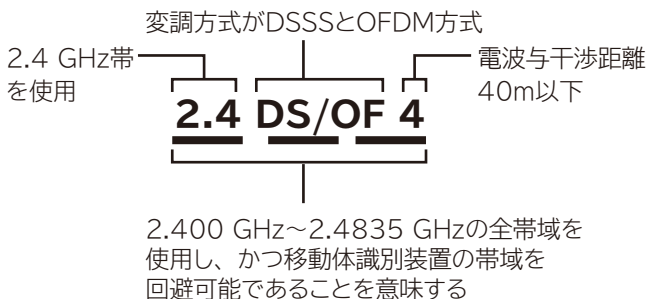 変調方式がDSSSとOFDM方式
2.4 GHz帯
を使用
電波与干渉距離
40m以下
2.4 DS/OF 4
2.400 GHz～2.4835 GHzの全帯域を
使用し、かつ移動体識別装置の帯域を
回避可能であることを意味する